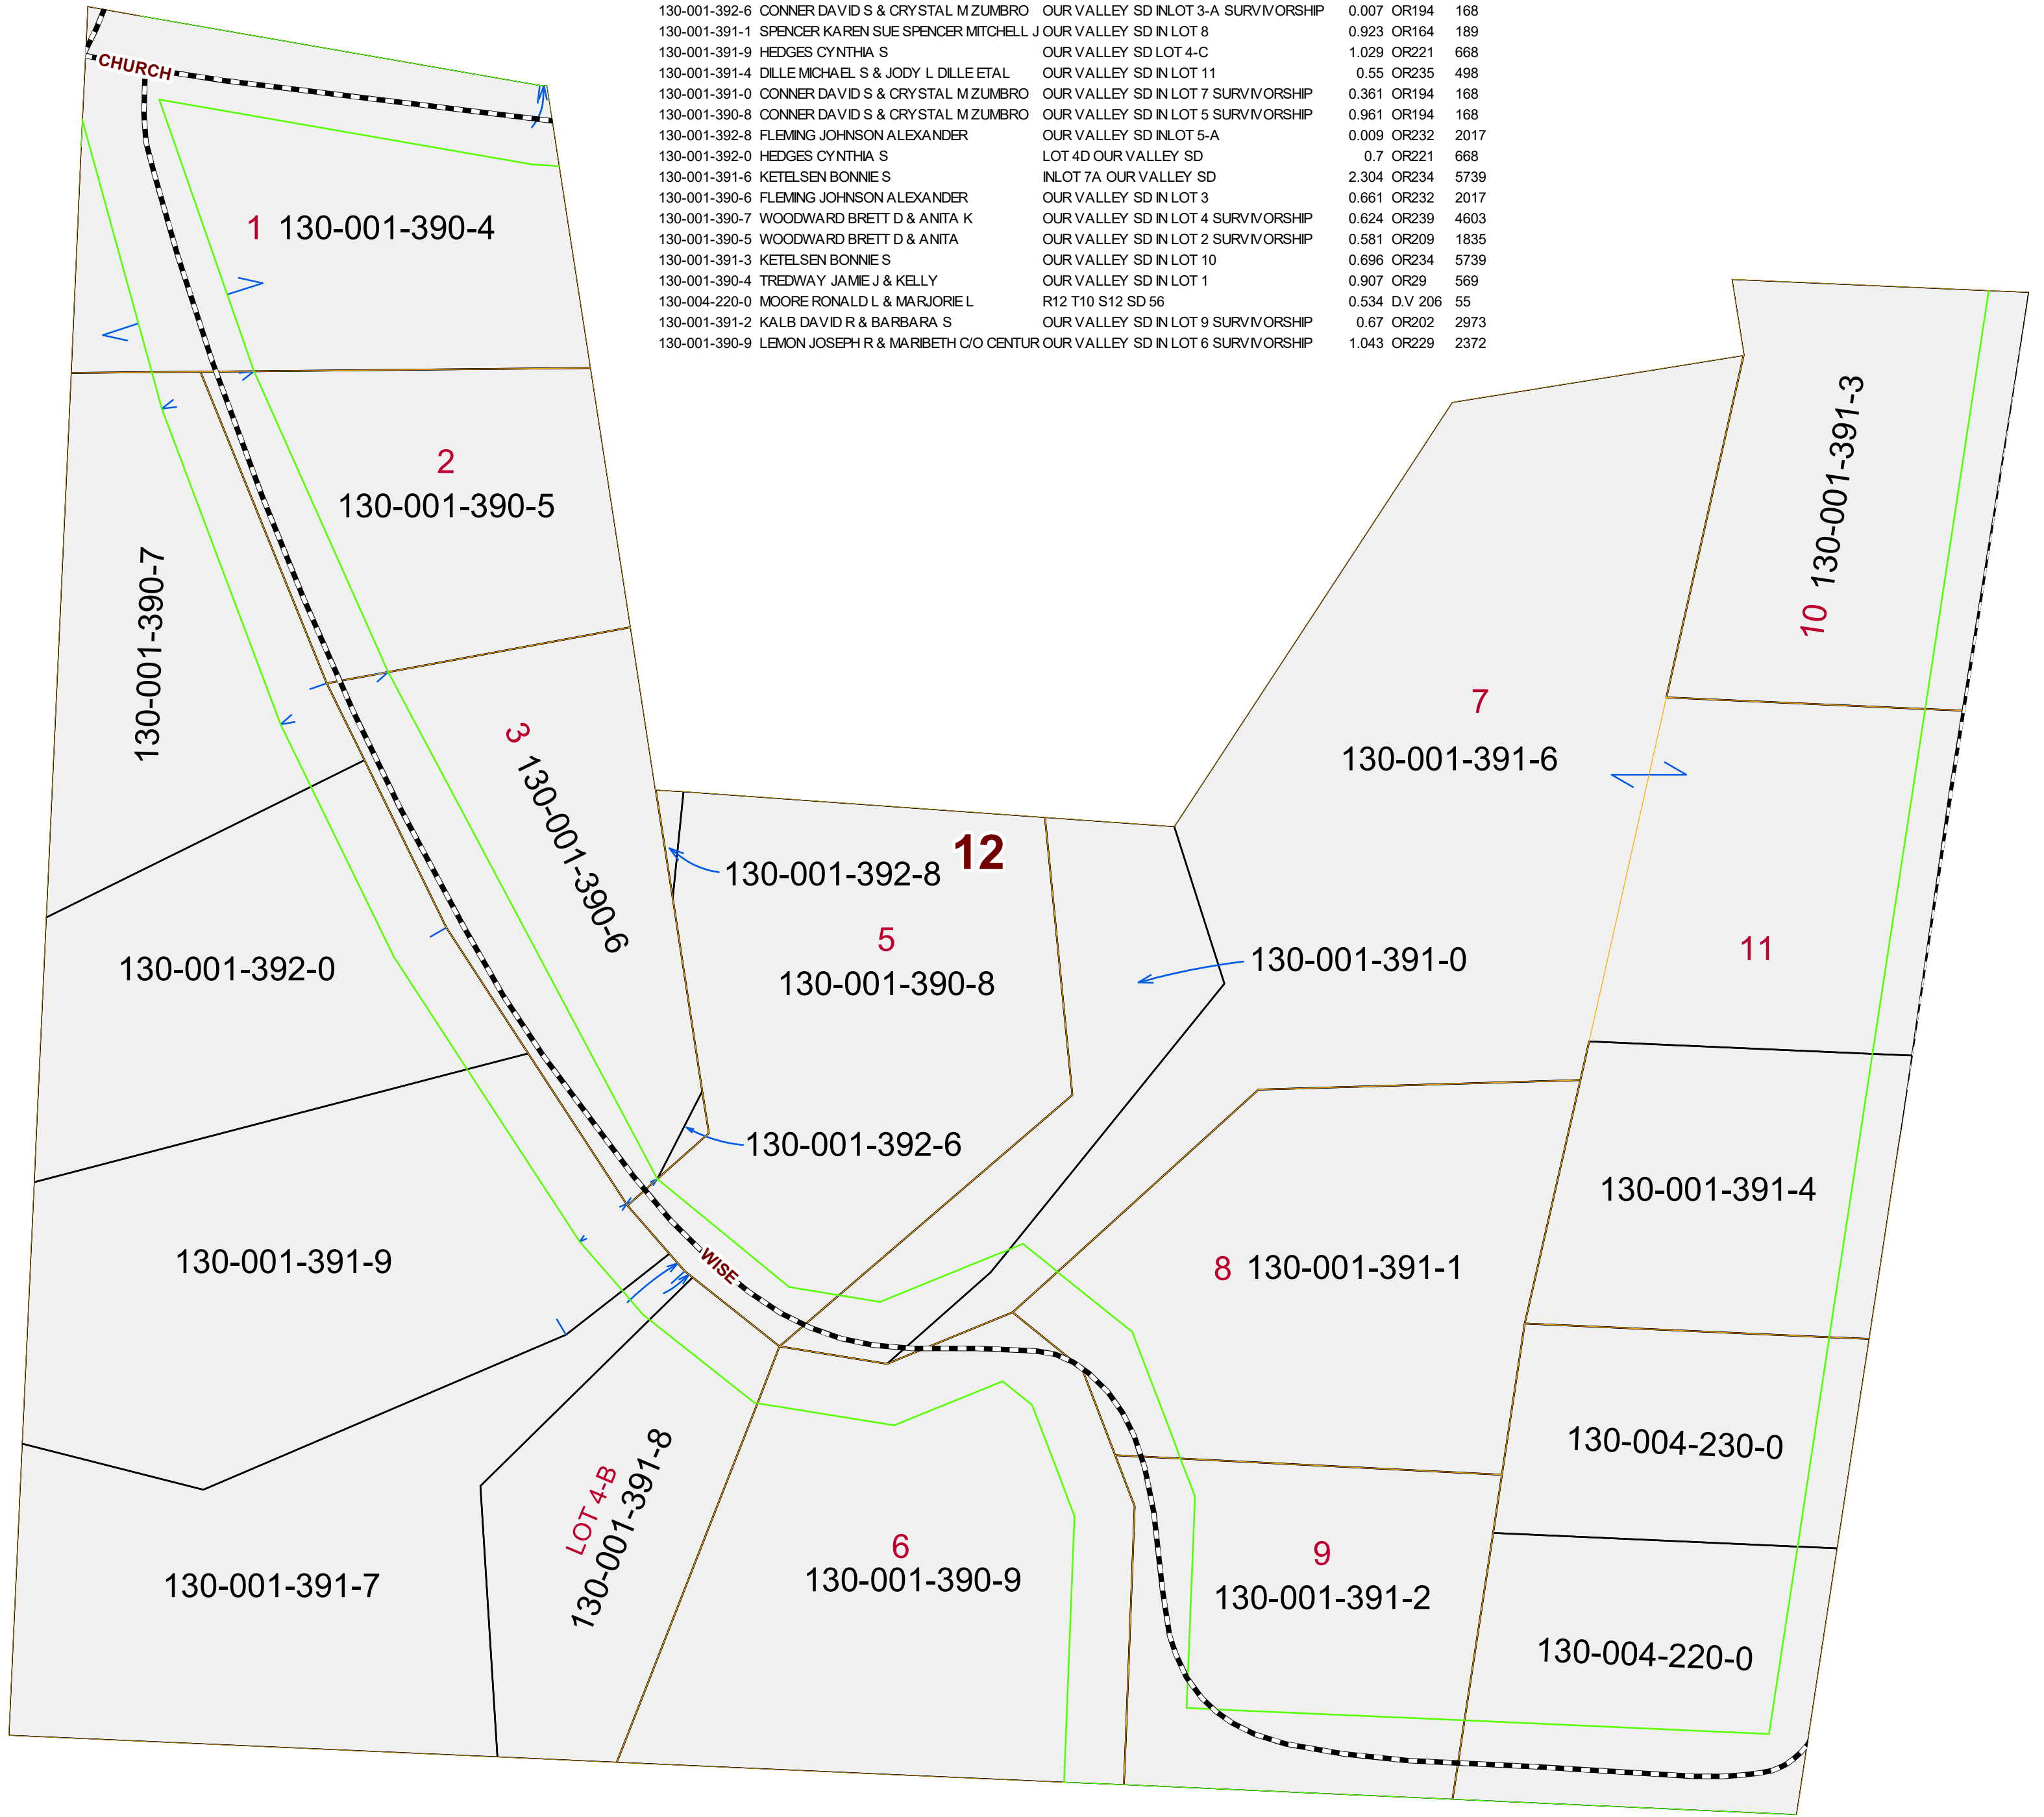 130-001-392-6 CONNER DAVID S & CRYSTAL M ZUMBRO OUR VALLEY SD INLOT 3-A SURVIVORSHIP 0.007 OR194 168
130-001-391-1 SPENCER KAREN SUE SPENCER MITCHELL J OUR VALLEY SD IN LOT 8 0.923 OR164 189
130-001-391-9 HEDGES CYNTHIA S OUR VALLEY SD LOT 4-C 1.029 OR221 668
130-001-391-4 DILLE MICHAEL S & JODY L DILLE ETAL OUR VALLEY SD IN LOT 11 0.55 OR235 498
130-001-391-0 CONNER DAVID S & CRYSTAL M ZUMBRO OUR VALLEY SD IN LOT 7 SURVIVORSHIP 0.361 OR194 168
130-001-390-8 CONNER DAVID S & CRYSTAL M ZUMBRO OUR VALLEY SD IN LOT 5 SURVIVORSHIP 0.961 OR194 168
130-001-392-8 FLEMING JOHNSON ALEXANDER OUR VALLEY SD INLOT 5-A 0.009 OR232 2017
130-001-392-0 HEDGES CYNTHIA S LOT 4D OUR VALLEY SD 0.7 OR221 668
130-001-391-6 KETELSEN BONNIE S INLOT 7A OUR VALLEY SD 2.304 OR234 5739
130-001-390-6 FLEMING JOHNSON ALEXANDER OUR VALLEY SD IN LOT 3 0.661 OR232 2017
130-001-390-7 WOODWARD BRETT D & ANITA K OUR VALLEY SD IN LOT 4 SURVIVORSHIP 0.624 OR239 4603
130-001-390-5 WOODWARD BRETT D & ANITA OUR VALLEY SD IN LOT 2 SURVIVORSHIP 0.581 OR209 1835
130-001-391-3 KETELSEN BONNIE S OUR VALLEY SD IN LOT 10 0.696 OR234 5739
130-001-390-4 TREDWAY JAMIE J & KELLY OUR VALLEY SD IN LOT 1 0.907 OR29 569
130-004-220-0 MOORE RONALD L & MARJORIE L R12 T10 S12 SD 56 0.534 D.V 206 55
130-001-391-2 KALB DAVID R & BARBARA S OUR VALLEY SD IN LOT 9 SURVIVORSHIP 0.67 OR202 2973
130-001-390-9 LEMON JOSEPH R & MARIBETH C/O CENTUR OUR VALLEY SD IN LOT 6 SURVIVORSHIP 1.043 OR229 2372
CHURCH
1 130-001-390-4
2
130-001-390-5
130-001-390-7
3 130-001-390-6
10 130-001-391-3
7
130-001-391-6
12
130-001-392-8
5
130-001-390-8
130-001-391-0
11
130-001-392-0
130-001-392-6
130-001-391-4
130-001-391-9
WISE
8 130-001-391-1
130-004-230-0
LOT 4-B
130-001-391-8
130-001-391-7
6
130-001-390-9
9
130-001-391-2
130-004-220-0